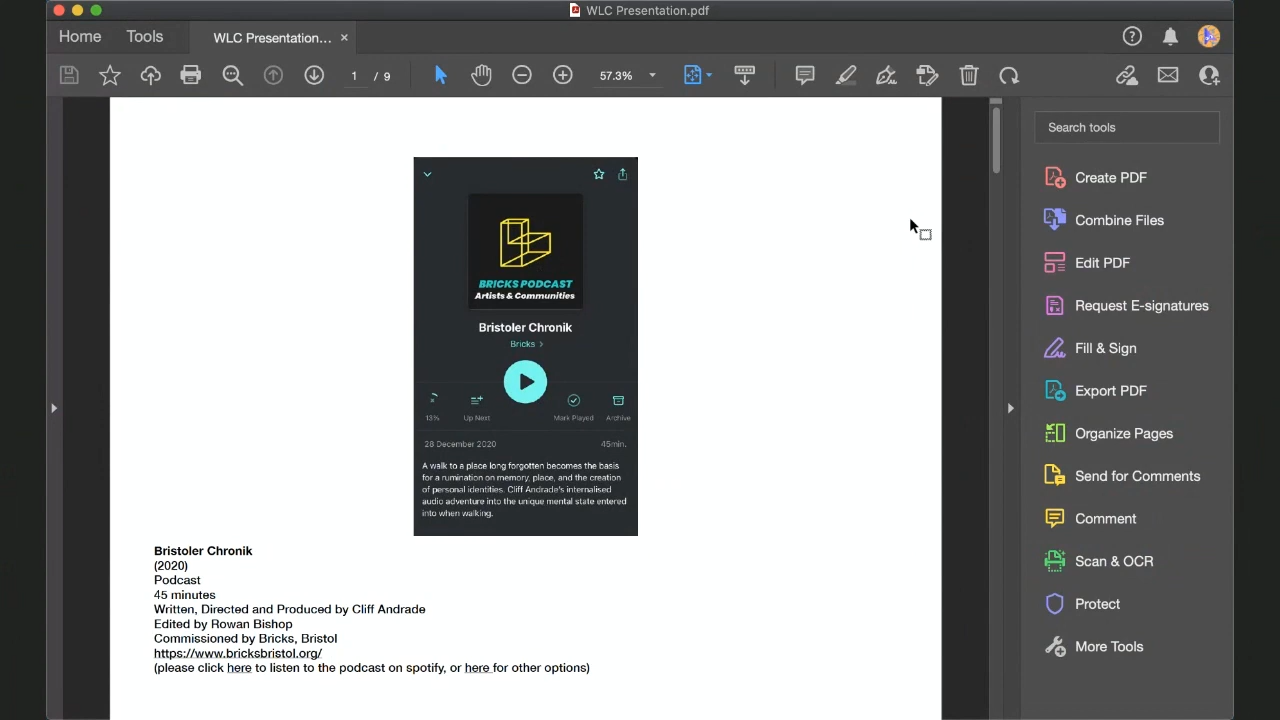 WLC Presentation.pdf
Home
Tools
WLC Presentation... ×
1 / 9
57.3%
Search tools
Create PDF
Combine Files
Edit PDF
Request E-signatures
Fill & Sign
Export PDF
Organize Pages
Send for Comments
Comment
Scan & OCR
Protect
More Tools
BRICKS PODCAST
Artists & Communities
Bristoler Chronik
Bricks >
13%
Up Next
Mark Played
Archive
28 December 2020
45min.
A walk to a place long forgotten becomes the basis
for a rumination on memory, place, and the creation
of personal identities. Cliff Andrade's internalised
audio adventure into the unique mental state entered
into when walking.
Bristoler Chronik
(2020)
Podcast
45 minutes
Written, Directed and Produced by Cliff Andrade
Edited by Rowan Bishop
Commissioned by Bricks, Bristol
https://www.bricksbristol.org/
(please click here to listen to the podcast on spotify, or here for other options)